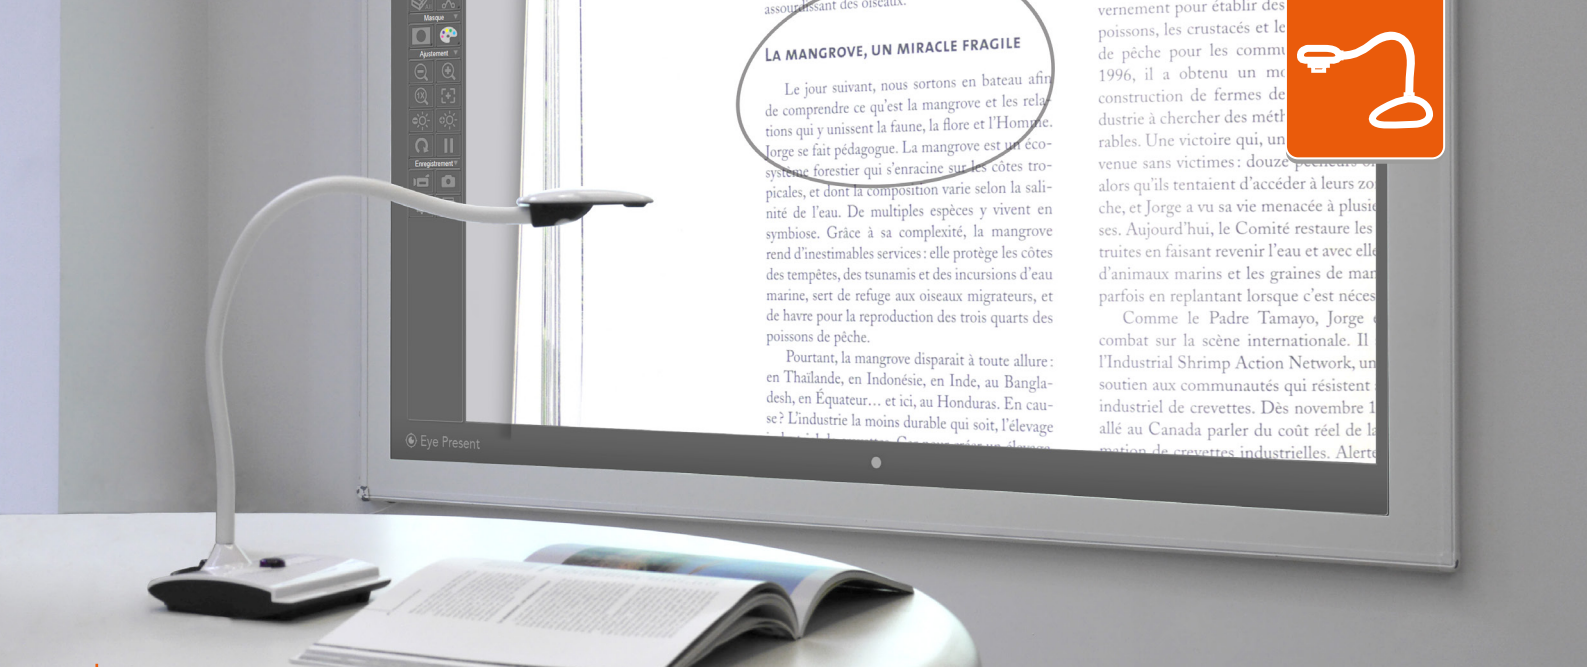 Masque
Ajustement
1X
Enregistrement
assourdissant des oiseaux.
LA MANGROVE, UN MIRACLE FRAGILE
Le jour suivant, nous sortons en bateau afin
de comprendre ce qu'est la mangrove et les rela-
tions qui y unissent la faune, la flore et l'Homme.
Jorge se fait pédagogue. La mangrove est un éco-
système forestier qui s'enracine sur les côtes tro-
picales, et dont la composition varie selon la sali-
nité de l'eau. De multiples espèces y vivent en
symbiose. Grâce à sa complexité, la mangrove
rend d'inestimables services : elle protège les côtes
des tempêtes, des tsunamis et des incursions d'eau
marine, sert de refuge aux oiseaux migrateurs, et
de havre pour la reproduction des trois quarts des
poissons de pêche.
Pourtant, la mangrove disparait à toute allure :
en Thaïlande, en Indonésie, en Inde, au Bangla-
desh, en Équateur… et ici, au Honduras. En cau-
se ? L'industrie la moins durable qui soit, l'élevage
vernement pour établir des
poissons, les crustacés et le
de pêche pour les commu
1996, il a obtenu un mo
construction de fermes de
dustrie à chercher des méth
rables. Une victoire qui, un
venue sans victimes : douze pêcheurs
alors qu'ils tentaient d'accéder à leurs zo
che, et Jorge a vu sa vie menacée à plusie
ses. Aujourd'hui, le Comité restaure les
truites en faisant revenir l'eau et avec elle
d'animaux marins et les graines de man
parfois en replantant lorsque c'est néces
Comme le Padre Tamayo, Jorge
combat sur la scène internationale. Il
l'Industrial Shrimp Action Network, un
soutien aux communautés qui résistent
industriel de crevettes. Dès novembre 1
allé au Canada parler du coût réel de la
mation de crevettes industrielles. Alerte
Eye Present